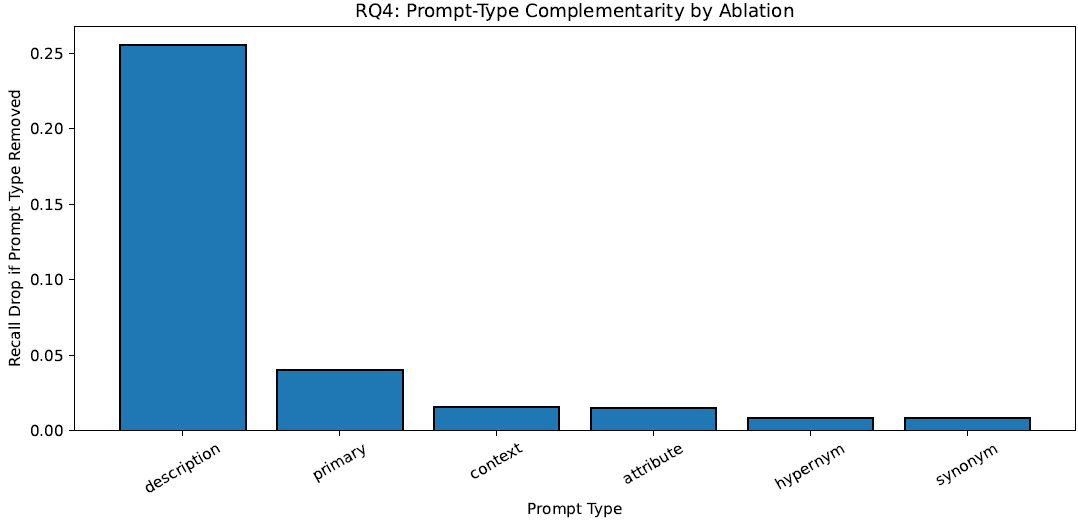 RQ4: Prompt-Type Complementarity by Ablation
Recall Drop if Prompt Type Removed
0.25
0.20
0.15
0.10
0.05
0.00
description
primary
context
attribute
hypernym
synonym
Prompt Type